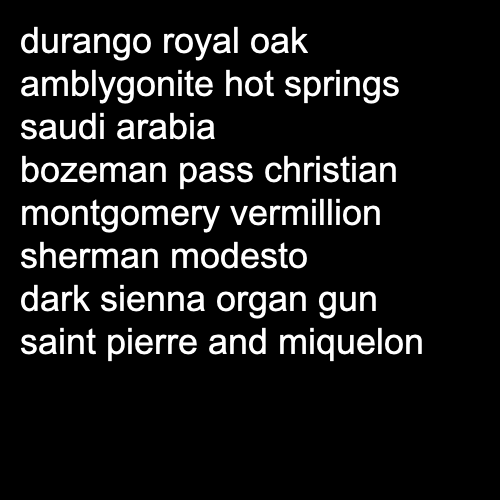 durango royal oak
amblygonite hot springs
saudi arabia
bozeman pass christian
montgomery vermillion
sherman modesto
dark sienna organ gun
saint pierre and miquelon